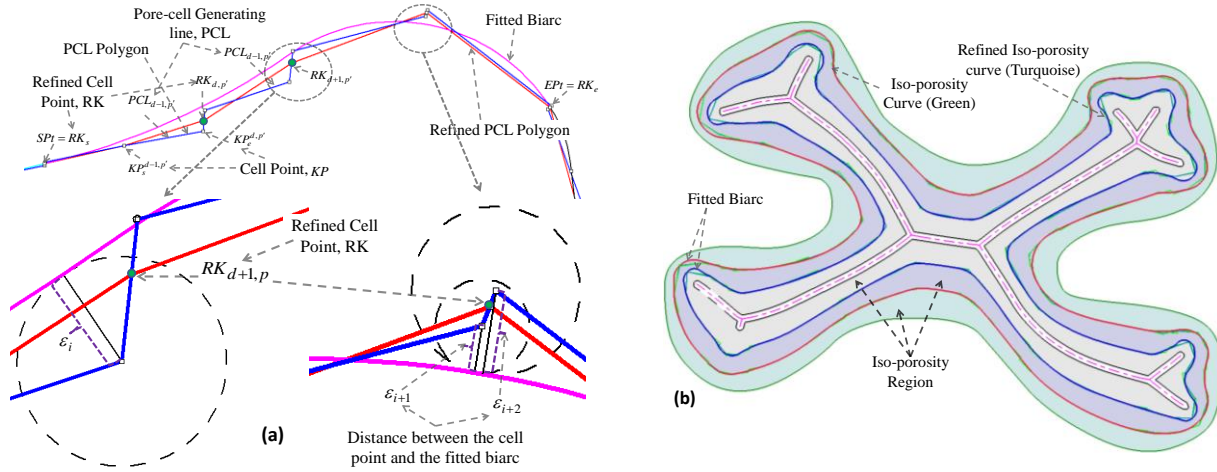 Pore-cell Generating
line, PCL
PCL Polygon
PCL_{d-1,p'}
Refined Cell
Point, RK
RK_{d,p'}
PCL_{d-1,p'}
RK_{d+1,p'}
Fitted Biarc
EPt = RK_e
Refined PCL Polygon
SPt = RK_s
KP_e^{d,p'}
KP_s^{d-1,p'}
Cell Point, KP
Refined Cell
Point, RK
RK_{d+1,p}
ε_i
ε_{i+1}
ε_{i+2}
(a)
Distance between the cell
point and the fitted biarc
(b)
Refined Iso-porosity
curve (Turquoise)
Iso-porosity
Curve (Green)
Fitted Biarc
Iso-porosity
Region
(b)